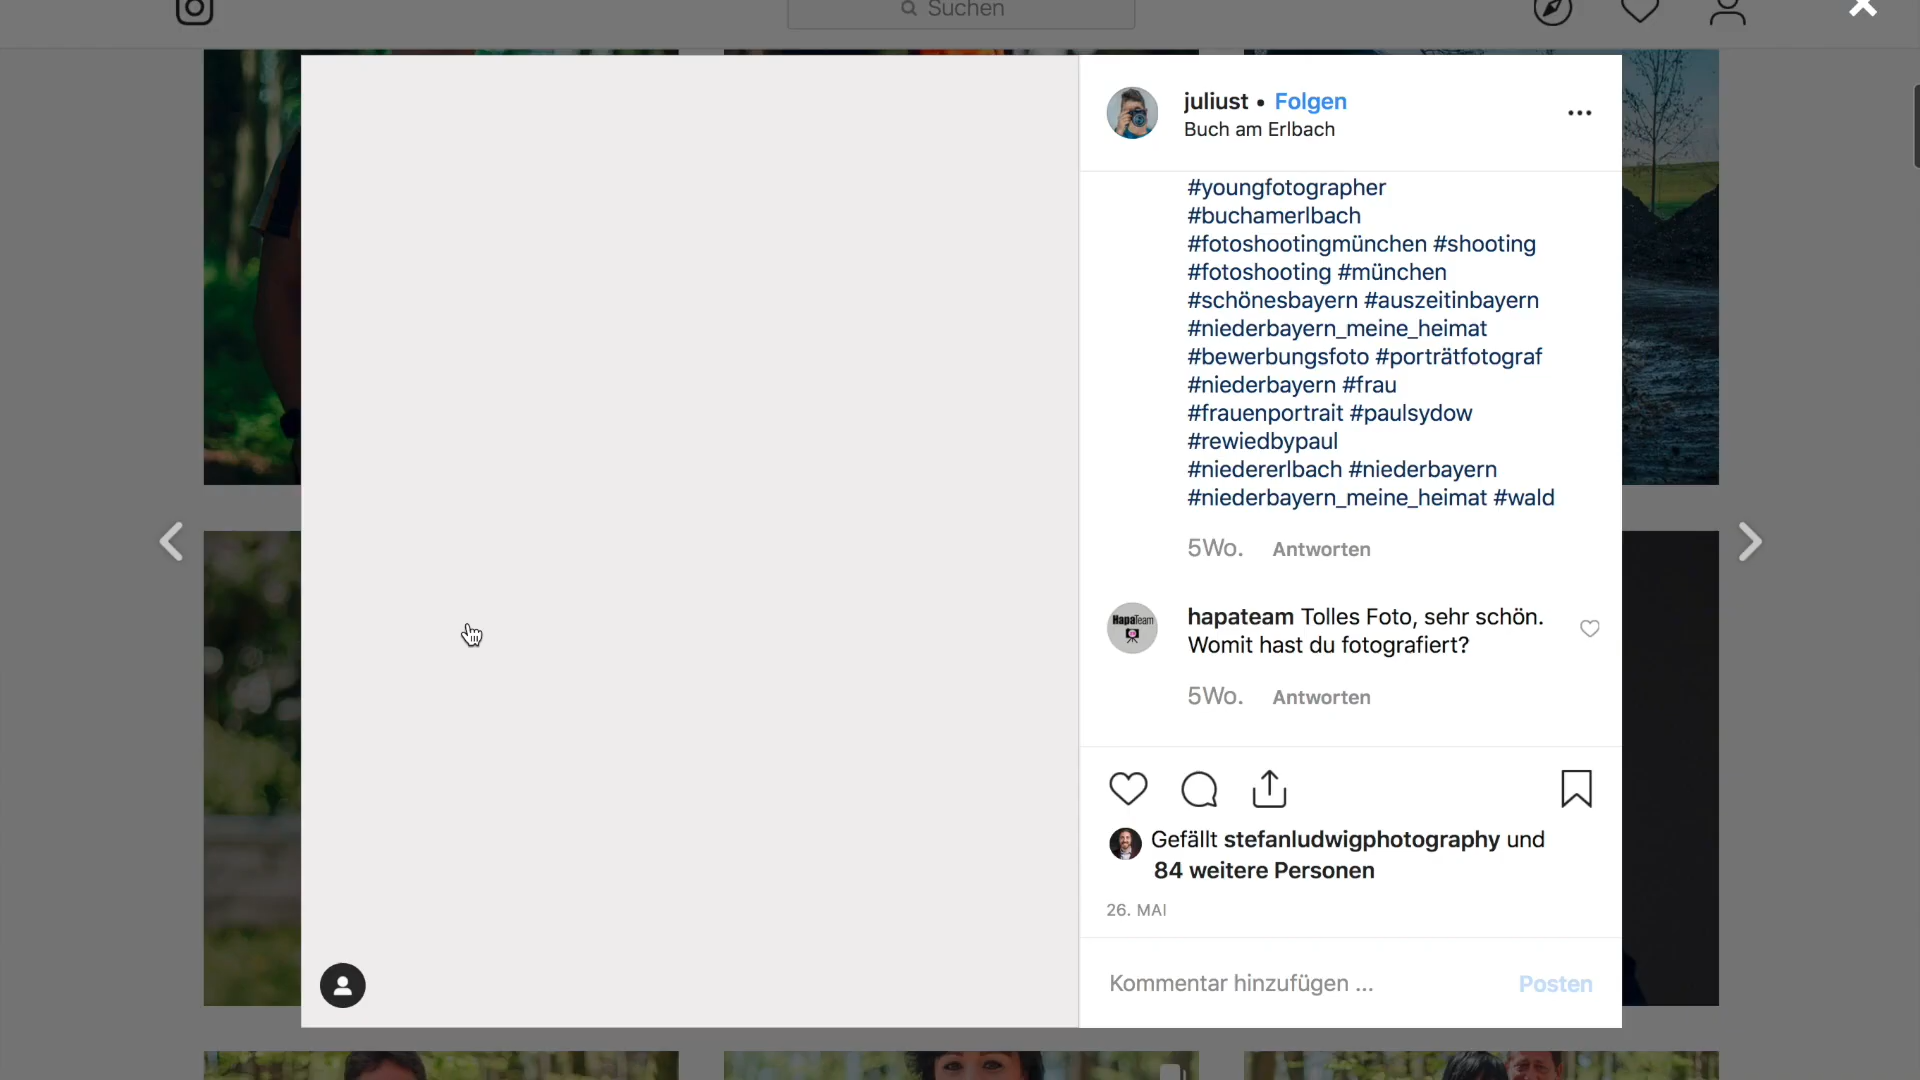 Suchen
juliust • Folgen
Buch am Erlbach
#youngfotographer
#buchamerlbach
#fotoshootingmünchen #shooting
#fotoshooting #münchen
#schönesbayern #auszeitinbayern
#niederbayern_meine_heimat
#bewerbungsfoto #porträtfotograf
#niederbayern #frau
#frauenportrait #paulsydow
#rewiedbypaul
#niedererlbach #niederbayern
#niederbayern_meine_heimat #wald
5Wo. Antworten
HapaTeam
hapateam Tolles Foto, sehr schön.
Womit hast du fotografiert?
5Wo. Antworten
Gefällt stefanludwigphotography und
84 weitere Personen
26. MAI
Kommentar hinzufügen ... Posten